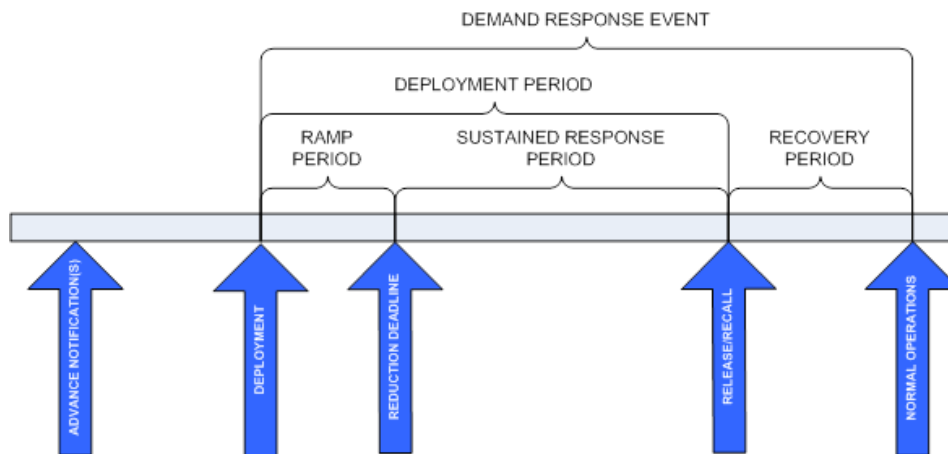 DEMAND RESPONSE EVENT
DEPLOYMENT PERIOD
RAMP
PERIOD
SUSTAINED RESPONSE
PERIOD
RECOVERY
PERIOD
ADVANCE NOTIFICATION(S)
DEPLOYMENT
REDUCTION DEADLINE
RELEASE/RECALL
NORMAL OPERATIONS